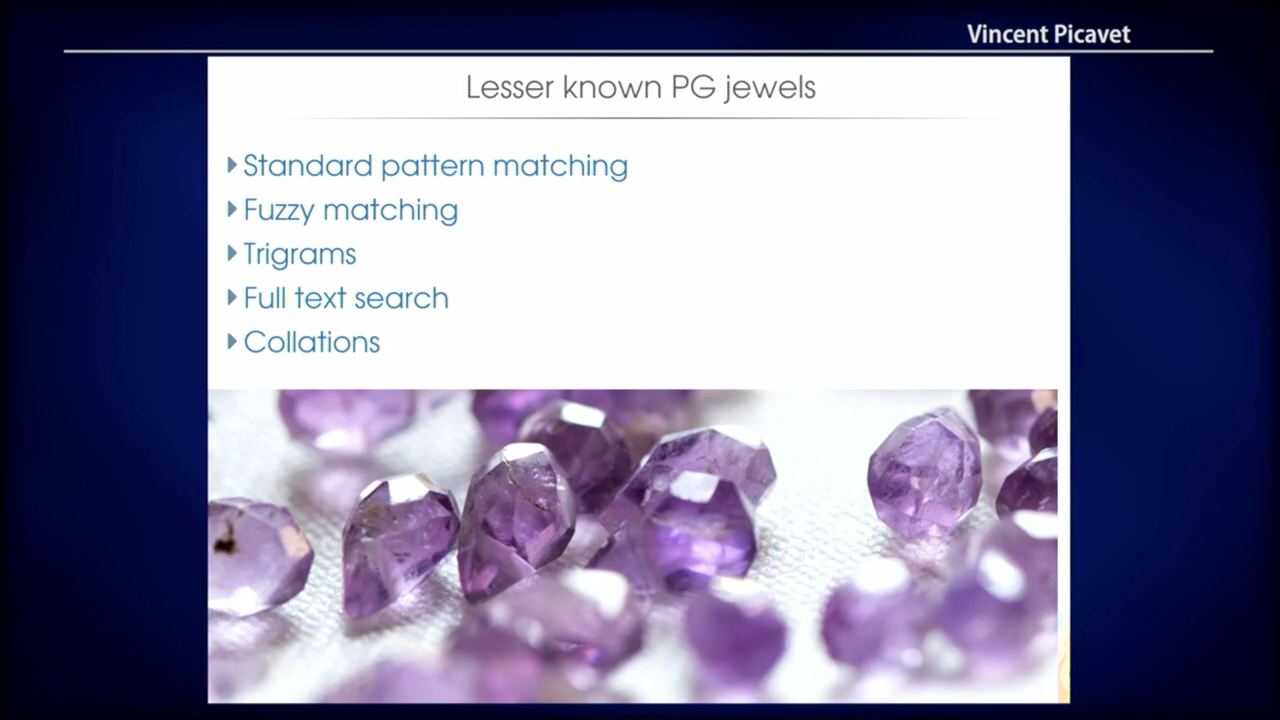 Vincent Picavet
Lesser known PG jewels
Standard pattern matching
Fuzzy matching
Trigrams
Full text search
Collations